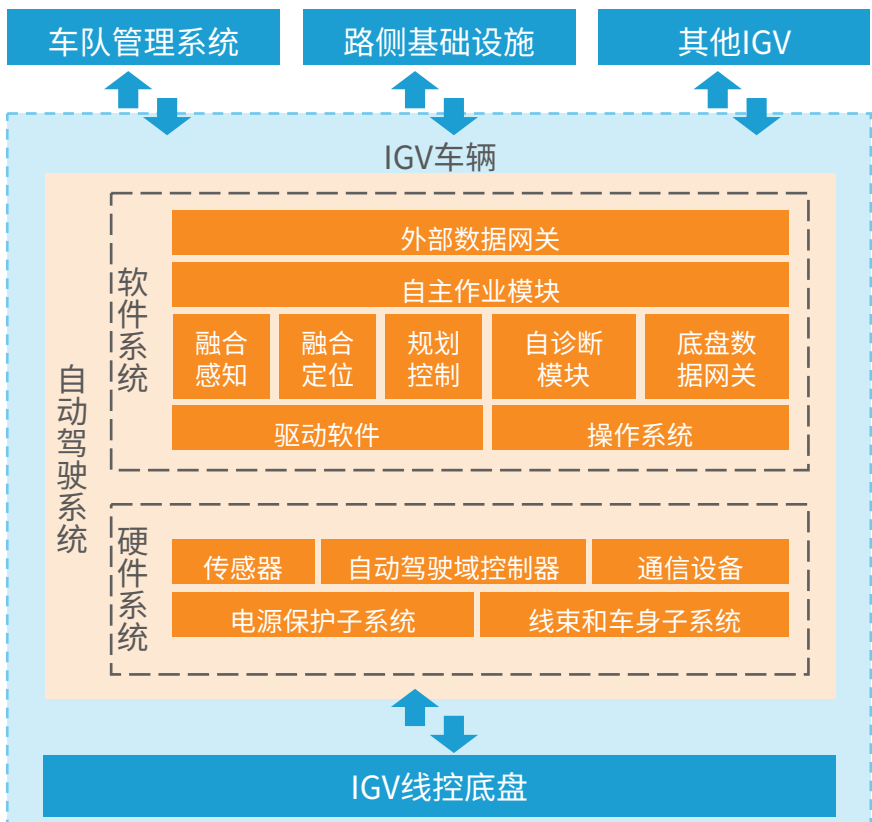 车队管理系统
路侧基础设施
其他IGV
IGV车辆
自动驾驶系统
软件系统
外部数据网关
自主作业模块
融合
感知
融合
定位
规划
控制
自诊断
模块
底盘数
据网关
驱动软件
操作系统
硬件系统
传感器
自动驾驶域控制器
通信设备
电源保护子系统
线束和车身子系统
IGV线控底盘